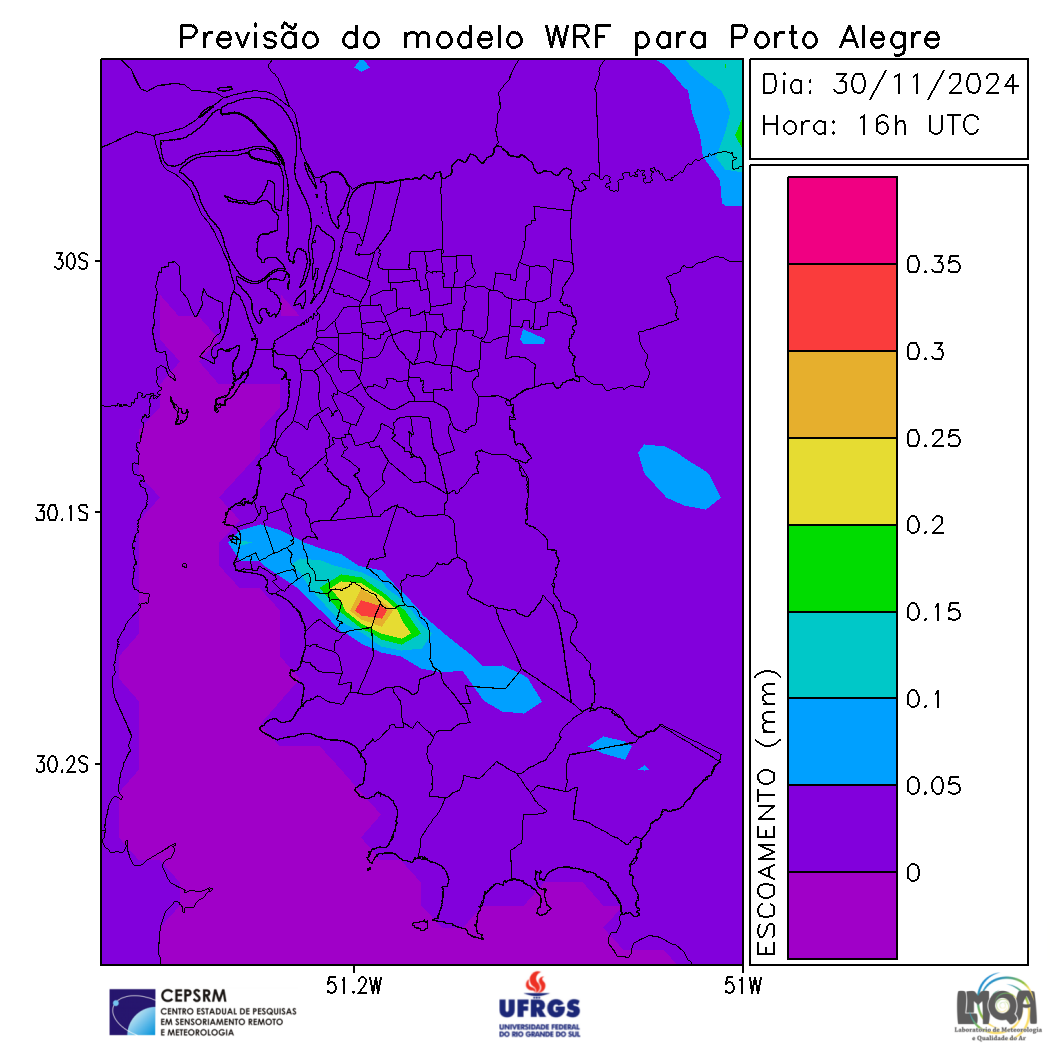 Previsão do modelo WRF para Porto Alegre
Dia: 30/11/2024
Hora: 16h UTC
30S
30.1S
30.2S
51.2W
51W
ESCOAMENTO (mm)
0.35
0.3
0.25
0.2
0.15
0.1
0.05
0
CEPSRM
CENTRO ESTADUAL DE PESQUISAS
EM SENSORIAMENTO REMOTO
E METEOROLOGIA
UFRGS
UNIVERSIDADE FEDERAL
DO RIO GRANDE DO SUL
LMQA
Laboratório de Meteorologia
e Qualidade do Ar